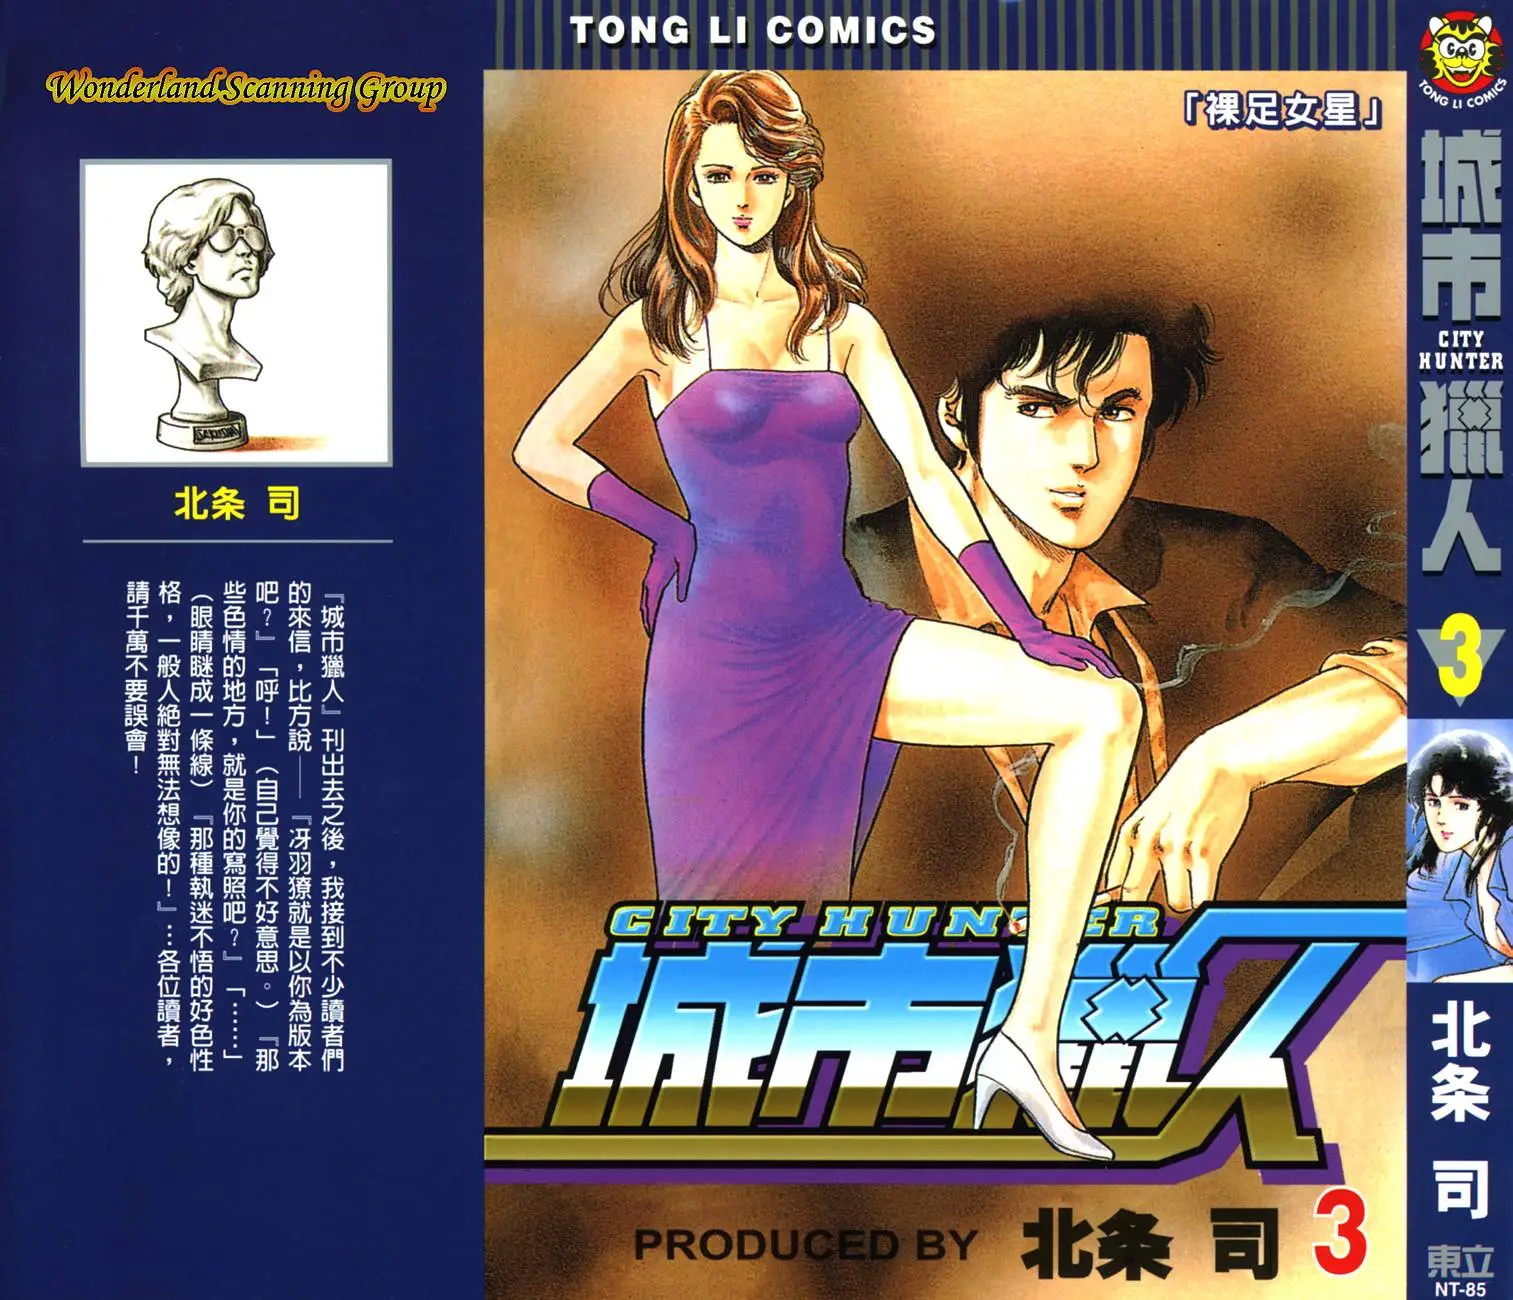 Wonderland Scanning Group
北条 司
『城市獵人』刊出去之後，我接到不少讀者們
的來信，比方說——『冴羽獠就是以你為版本
吧？』「呼！」（自己覺得不好意思。）『那
些色情的地方，就是你的寫照吧？』「……」
（眼睛瞇成一條線）『那種執迷不悟的好色性
格，一般人絕對無法想像的！』…各位讀者，
請千萬不要誤會！
TONG LI COMICS
「裸足女星」
CITY HUNTER
城市獵人
PRODUCED BY 北条 司 3
TONG LI COMICS
城市
CITY
HUNTER
獵人
3
北条 司
東立
NT-85